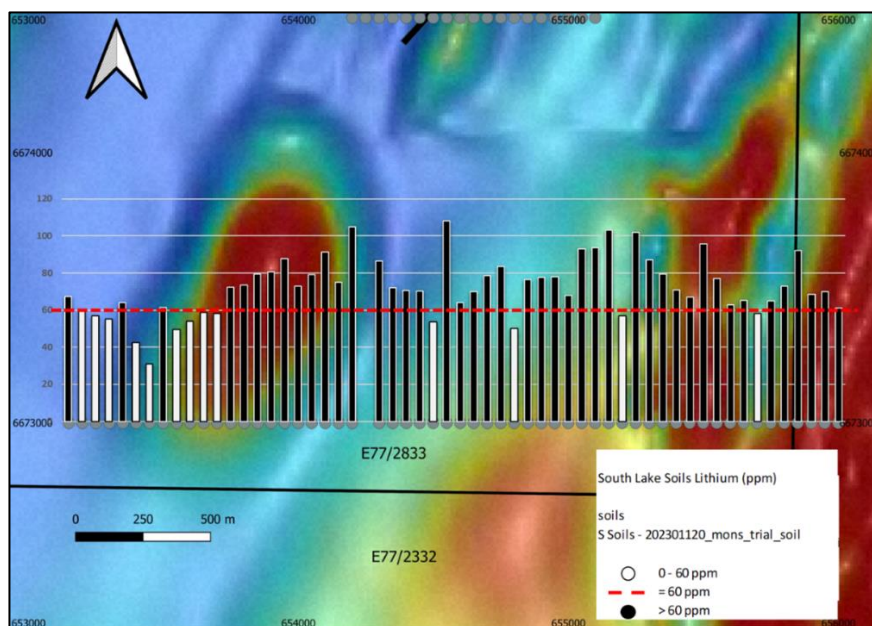 653000 654000 655000 656000
6674000 6674000
120
100
80
60
40
20
6673000 667300
E77/2833
0 250 500 m
E77/2332
South Lake Soils Lithium (ppm)
soils
S Soils - 202301120_mons_trial_soil
0 - 60 ppm
= 60 ppm
> 60 ppm
653000 654000 655000 656000